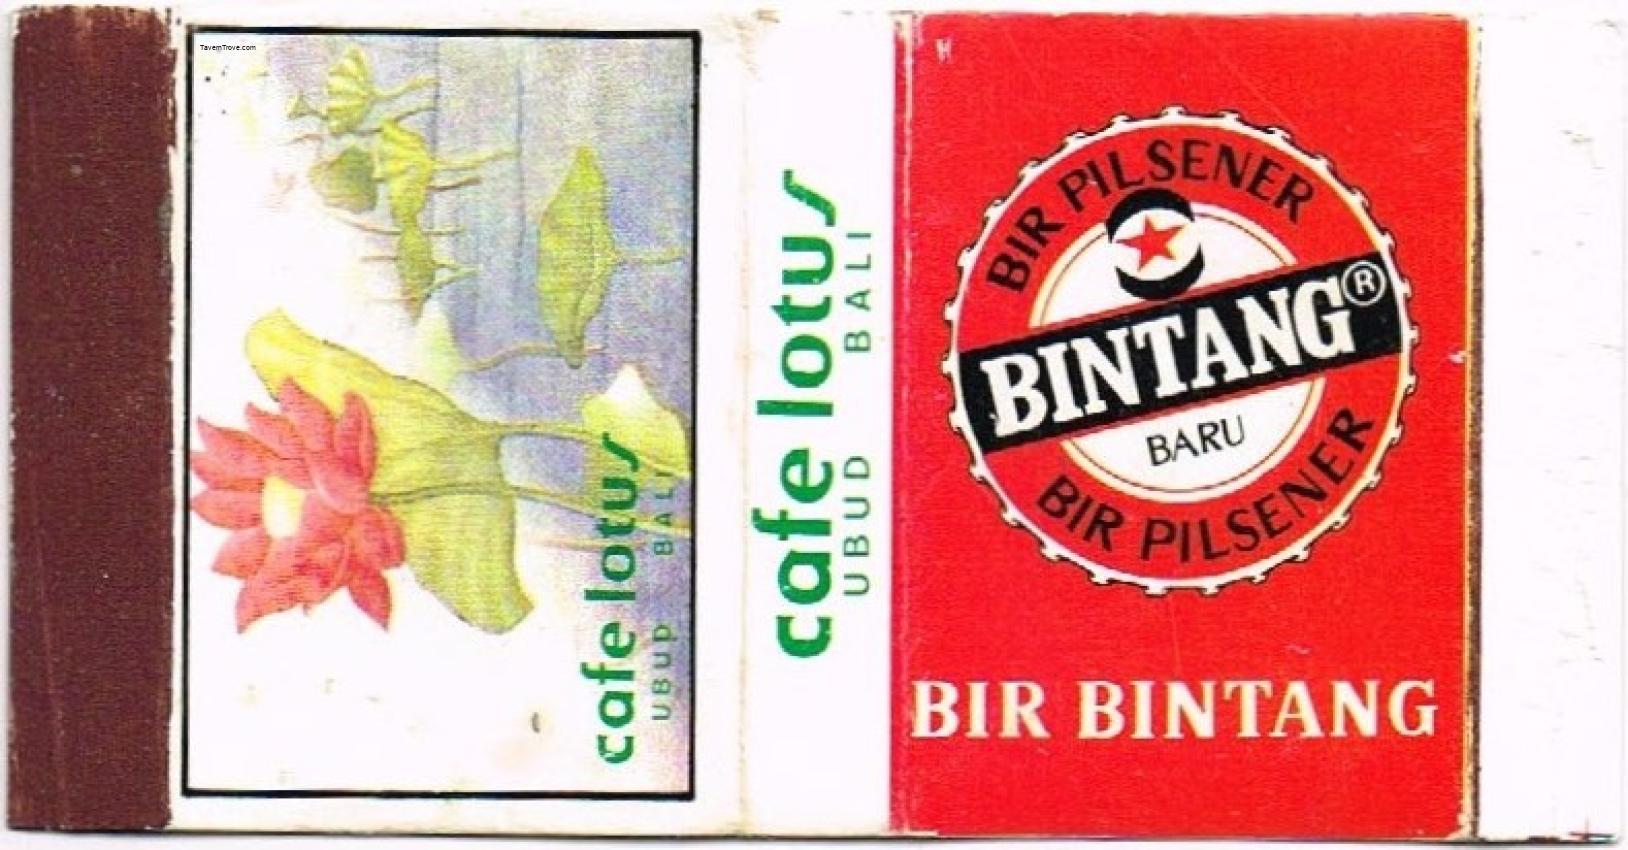 TavernTrove.com
cafe lotus
UBUD BALI
cafe lotus
UBUD BALI
BIR PILSENER
BINTANG®
BARU
BIR PILSENER
BIR BINTANG